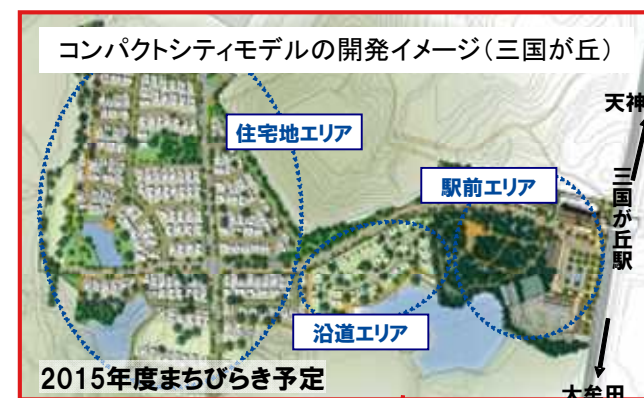 コンパクトシティモデルの開発イメージ(三国が丘)
天神
住宅地エリア
駅前エリア
三国が丘駅
沿道エリア
2015年度まちびらき予定
大牟田